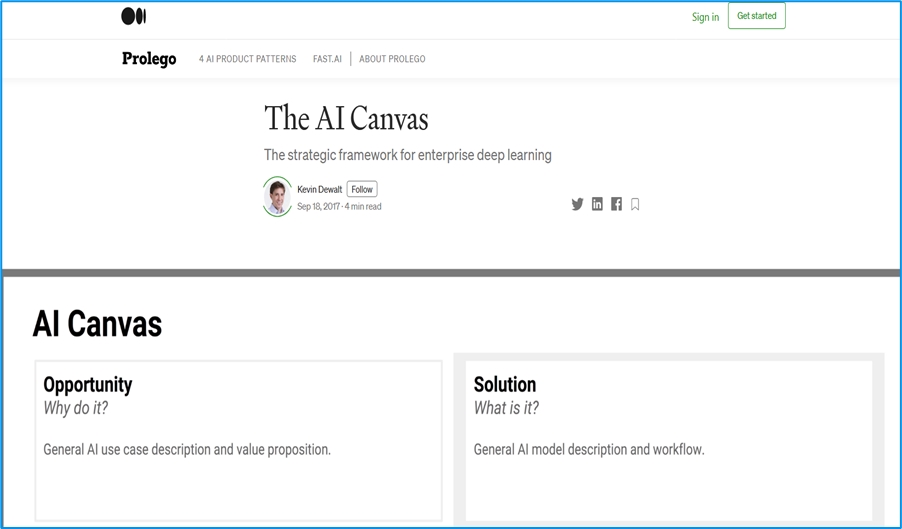 Sign in
Get started
Prolego
4 AI PRODUCT PATTERNS
FAST.AI
ABOUT PROLEGO
The AI Canvas
The strategic framework for enterprise deep learning
Kevin Dewalt
Follow
Sep 18, 2017 · 4 min read
AI Canvas
Opportunity
Why do it?
General AI use case description and value proposition.
Solution
What is it?
General AI model description and workflow.